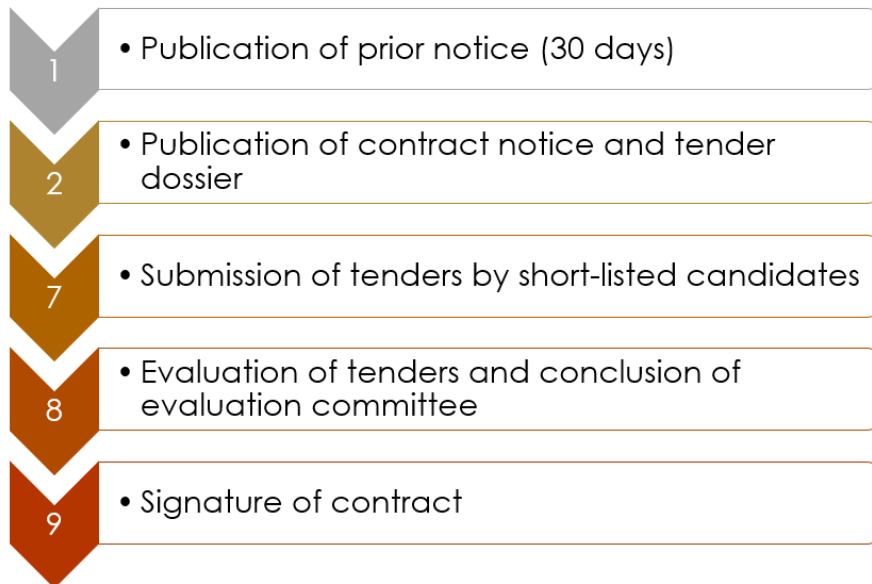 1
• Publication of prior notice (30 days)
2
• Publication of contract notice and tender
dossier
7
• Submission of tenders by short-listed candidates
8
• Evaluation of tenders and conclusion of
evaluation committee
9
• Signature of contract